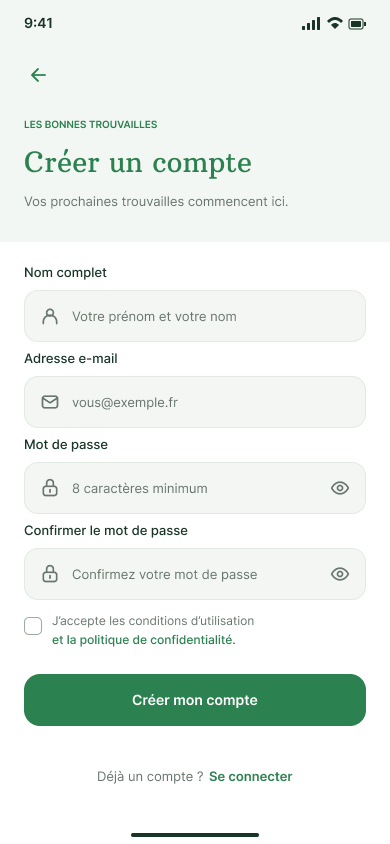 9:41
LES BONNES TROUVAILLES
Créer un compte
Vos prochaines trouvailles commencent ici.
Nom complet
Votre prénom et votre nom
Adresse e-mail
vous@exemple.fr
Mot de passe
8 caractères minimum
Confirmer le mot de passe
Confirmez votre mot de passe
J’accepte les conditions d’utilisation
et la politique de confidentialité.
Créer mon compte
Déjà un compte ? Se connecter